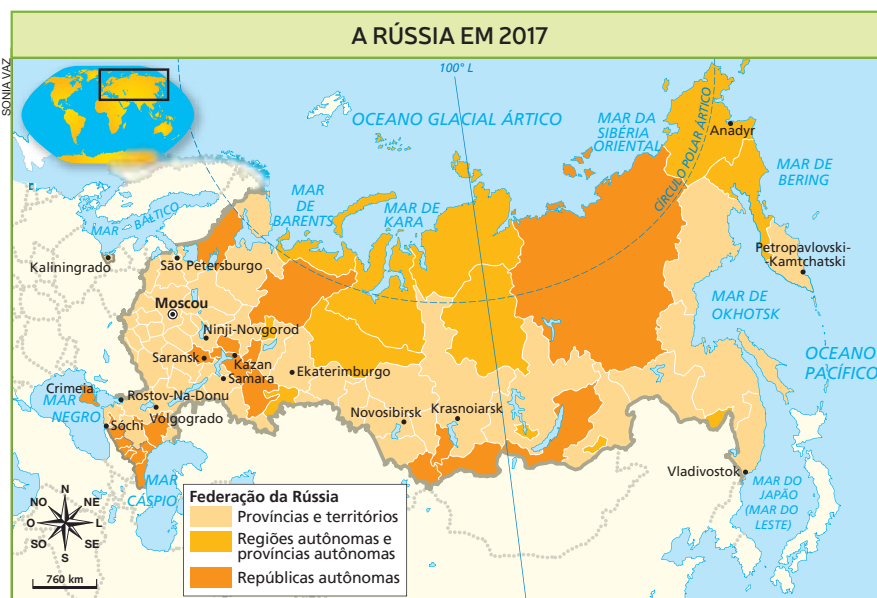 A RÚSSIA EM 2017
SONIA VAZ
100° L
OCEANO GLACIAL ÁRTICO
MAR DA
SIBÉRIA
ORIENTAL
CÍRCULO POLAR ÁRTICO
Anadyr
MAR DE
BERING
MAR
DE
BARENTS
MAR DE
KARA
MAR BÁLTICO
Kaliningrado
São Petersburgo
Petropavlovski-
-Kamtchatski
Moscou
MAR DE
OKHOTSK
Ninji-Novgorod
Saransk
Kazan
Samara
Ekaterimburgo
OCEANO
PACÍFICO
Crimeia
MAR
NEGRO
Rostov-Na-Donu
Volgogrado
Sóchi
Novosibirsk
Krasnoiarsk
Vladivostok
MAR
CÁSPIO
MAR DO
JAPÃO
(MAR DO
LESTE)
N
NO
NE
O
L
SO
SE
S
760 km
Federação da Rússia
Províncias e territórios
Regiões autônomas e
províncias autônomas
Repúblicas autônomas